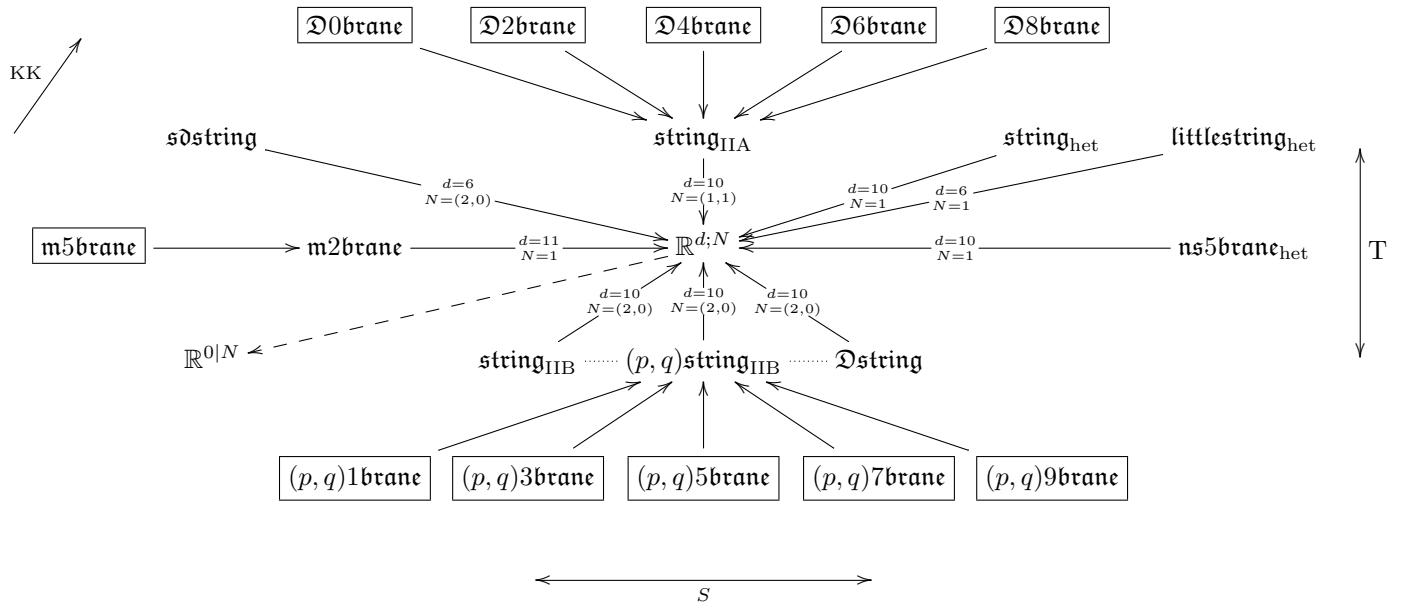 𝔇0𝔟𝔯𝔞𝔫𝔢 𝔇2𝔟𝔯𝔞𝔫𝔢 𝔇4𝔟𝔯𝔞𝔫𝔢 𝔇6𝔟𝔯𝔞𝔫𝔢 𝔇8𝔟𝔯𝔞𝔫𝔢
KK
𝔰𝔡𝔰𝔱𝔯𝔦𝔫𝔤 𝔰𝔱𝔯𝔦𝔫𝔤_IIA 𝔰𝔱𝔯𝔦𝔫𝔤_het 𝔩𝔦𝔱𝔱𝔩𝔢𝔰𝔱𝔯𝔦𝔫𝔤_het
d=6 d=10 d=10 d=6
N=(2,0) N=(1,1) N=1 N=1
𝔪5𝔟𝔯𝔞𝔫𝔢 𝔪2𝔟𝔯𝔞𝔫𝔢 d=11 ℝ^{d;N} d=10 𝔫𝔰5𝔟𝔯𝔞𝔫𝔢_het T
N=1 N=1
d=10 d=10 d=10
N=(2,0) N=(2,0) N=(2,0)
ℝ^{0|N} 𝔰𝔱𝔯𝔦𝔫𝔤_IIB (p, q)𝔰𝔱𝔯𝔦𝔫𝔤_IIB 𝔇𝔰𝔱𝔯𝔦𝔫𝔤
(p, q)1𝔟𝔯𝔞𝔫𝔢 (p, q)3𝔟𝔯𝔞𝔫𝔢 (p, q)5𝔟𝔯𝔞𝔫𝔢 (p, q)7𝔟𝔯𝔞𝔫𝔢 (p, q)9𝔟𝔯𝔞𝔫𝔢
S